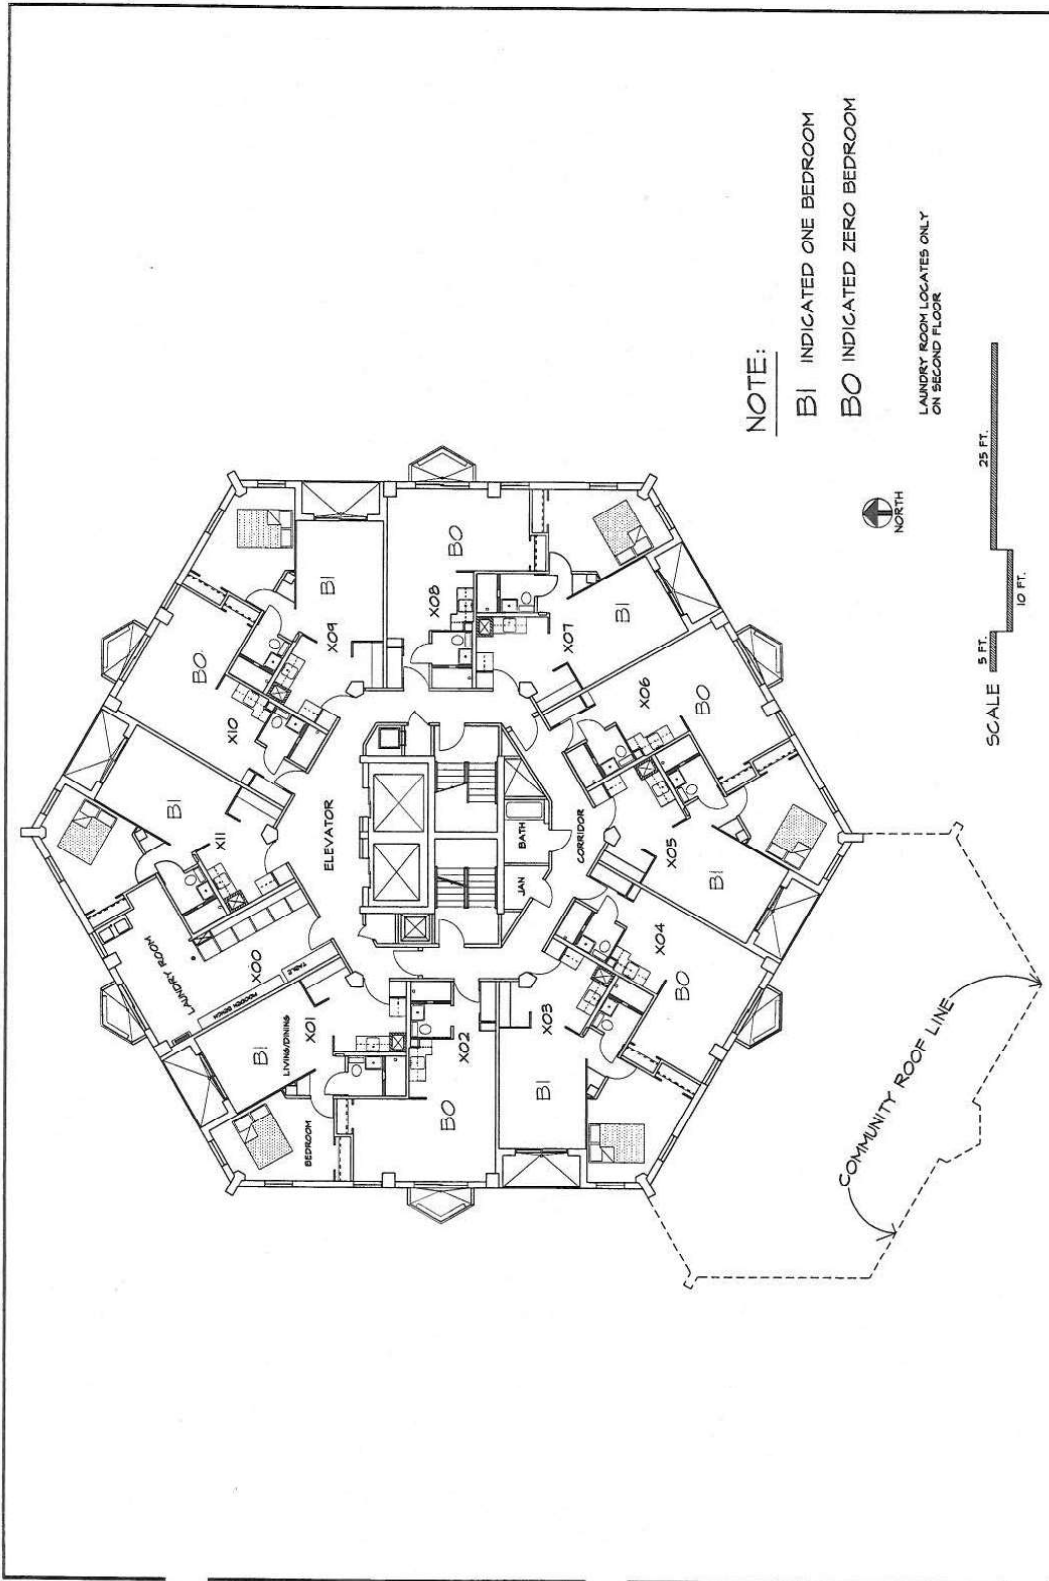 NOTE:
B1 INDICATED ONE BEDROOM
B0 INDICATED ZERO BEDROOM
LAUNDRY ROOM LOCATES ONLY
ON SECOND FLOOR
NORTH
SCALE
5 FT.
10 FT.
25 FT.
COMMUNITY ROOF LINE
B1
X09
B0
X08
B0
X10
B1
X07
B1
X11
ELEVATOR
X06
B0
BATH
CORRIDOR
JAN
X05
B1
LAUNDRY ROOM
X00
TABLE
WOODEN BENCH
X04
B0
X01
LIVING/DINING
B1
BEDROOM
X02
B0
X03
B1